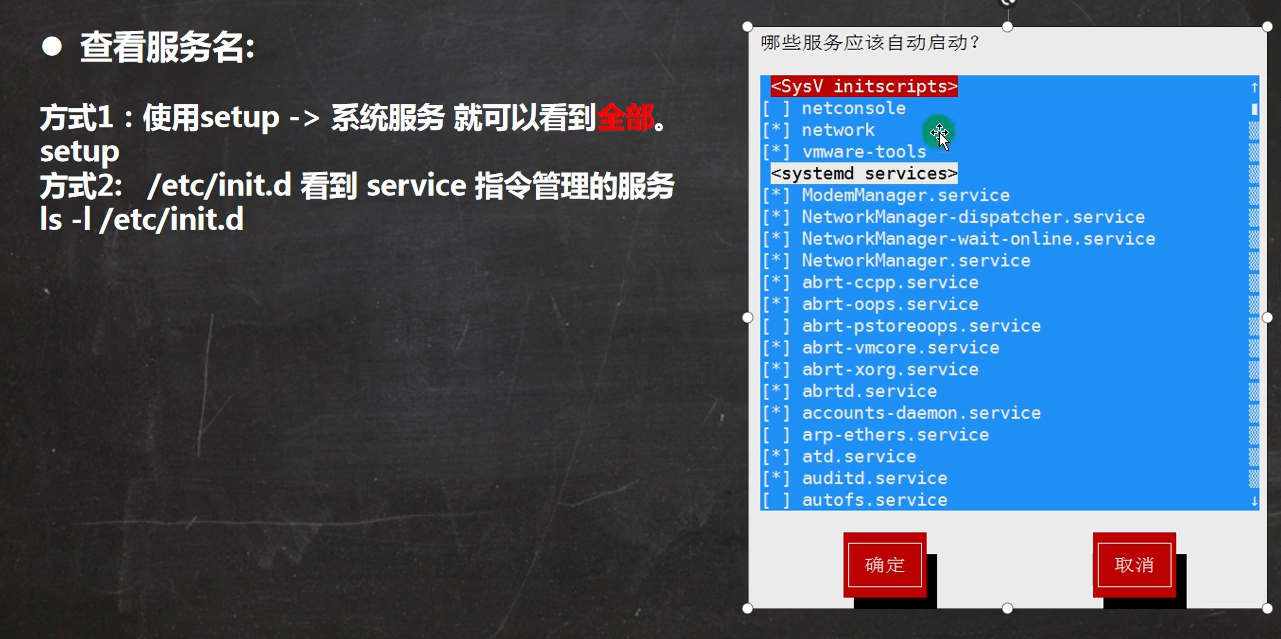 ● 查看服务名:
方式1：使用setup -> 系统服务 就可以看到全部。
setup
方式2: /etc/init.d 看到 service 指令管理的服务
ls -l /etc/init.d
哪些服务应该自动启动?
<SysV initscripts>
[ ] netconsole
[*] network
[*] vmware-tools
<systemd services>
[*] ModemManager.service
[*] NetworkManager-dispatcher.service
[*] NetworkManager-wait-online.service
[*] NetworkManager.service
[*] abrt-ccpp.service
[*] abrt-oops.service
[ ] abrt-pstoreoops.service
[*] abrt-vmcore.service
[*] abrt-xorg.service
[*] abrtd.service
[*] accounts-daemon.service
[ ] arp-ethers.service
[*] atd.service
[*] auditd.service
[ ] autofs.service
确定 取消